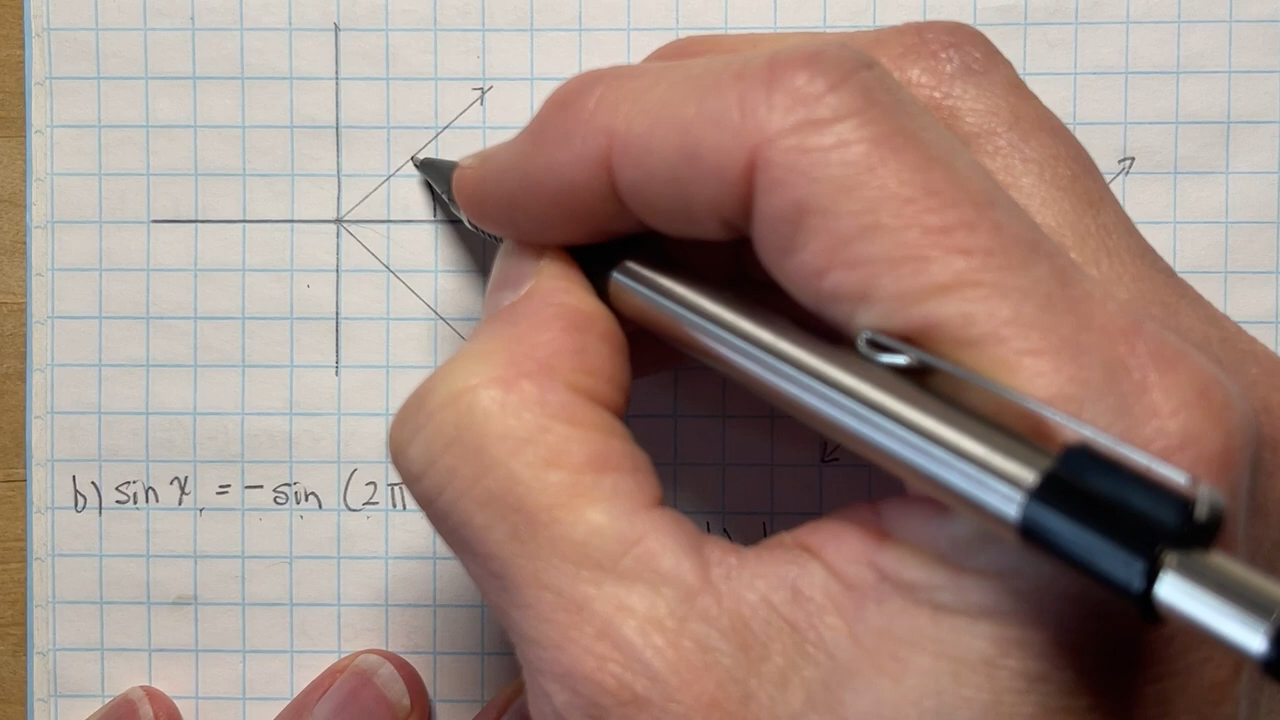 b) sin x = - sin (2π